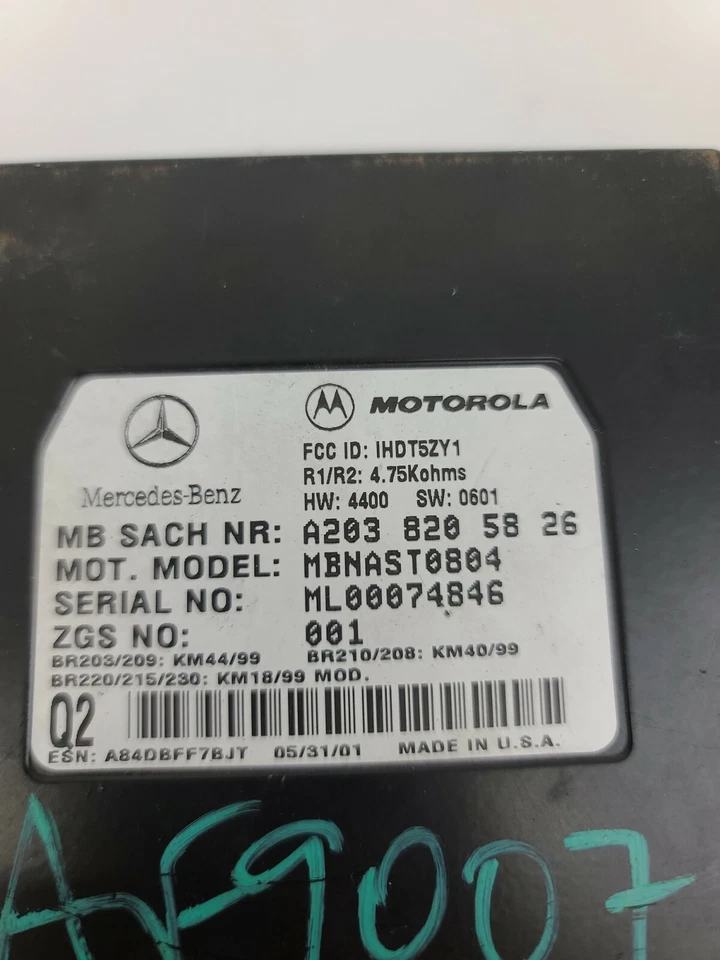 Mercedes-Benz
MOTOROLA
FCC ID: IHDT5ZY1
R1/R2: 4.75Kohms
HW: 4400 SW: 0601
MB SACH NR: A203 820 58 26
MOT. MODEL: MBNAST0804
SERIAL NO: ML00074846
ZGS NO: 001
BR203/209: KM44/99 BR210/208: KM40/99
BR220/215/230: KM18/99 MOD.
Q2
ESN: A84DBFF7BJT 05/31/01 MADE IN U.S.A.
AF9007